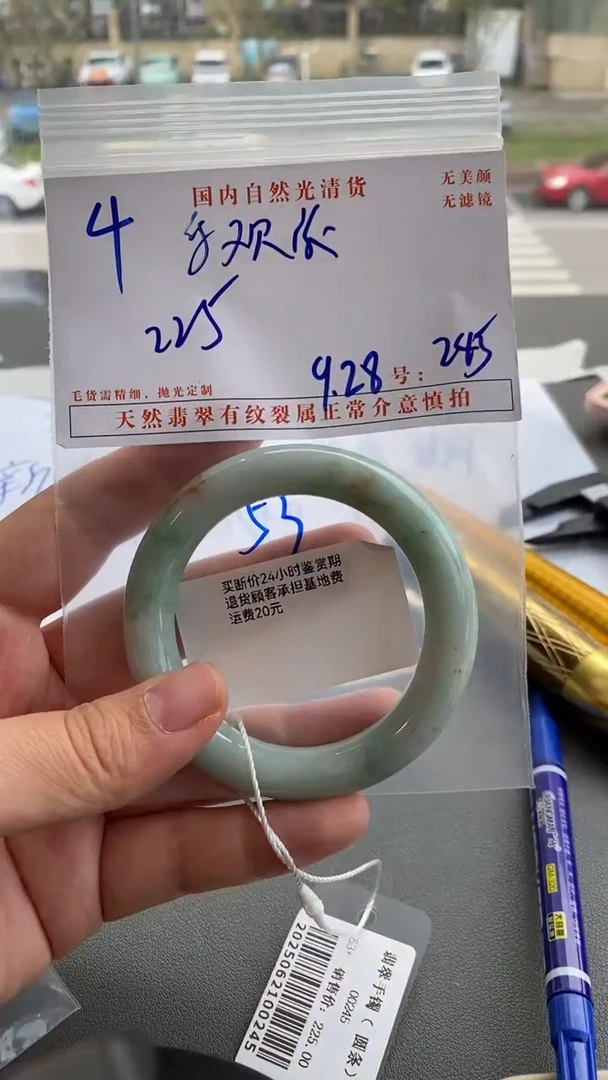 国内自然光清货
无美颜
无滤镜
4
225
9.28号：245
毛货需精细，抛光定制
天然翡翠有纹裂属正常介意慎拍
53
买断价24小时鉴赏期
退货顾客承担基地费
运费20元
翡翠手镯（圆条）
00245
53+ 销售价：225.00
2025062100245